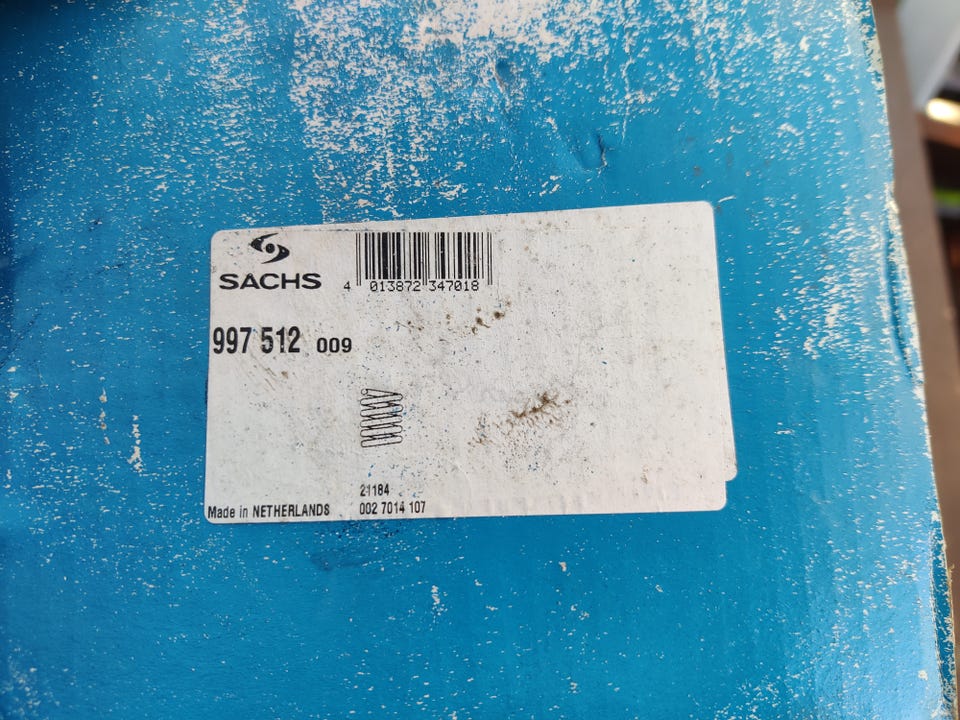 SACHS
4 013872 347018
997 512 009
21184
Made in NETHERLANDS 002 7014 107